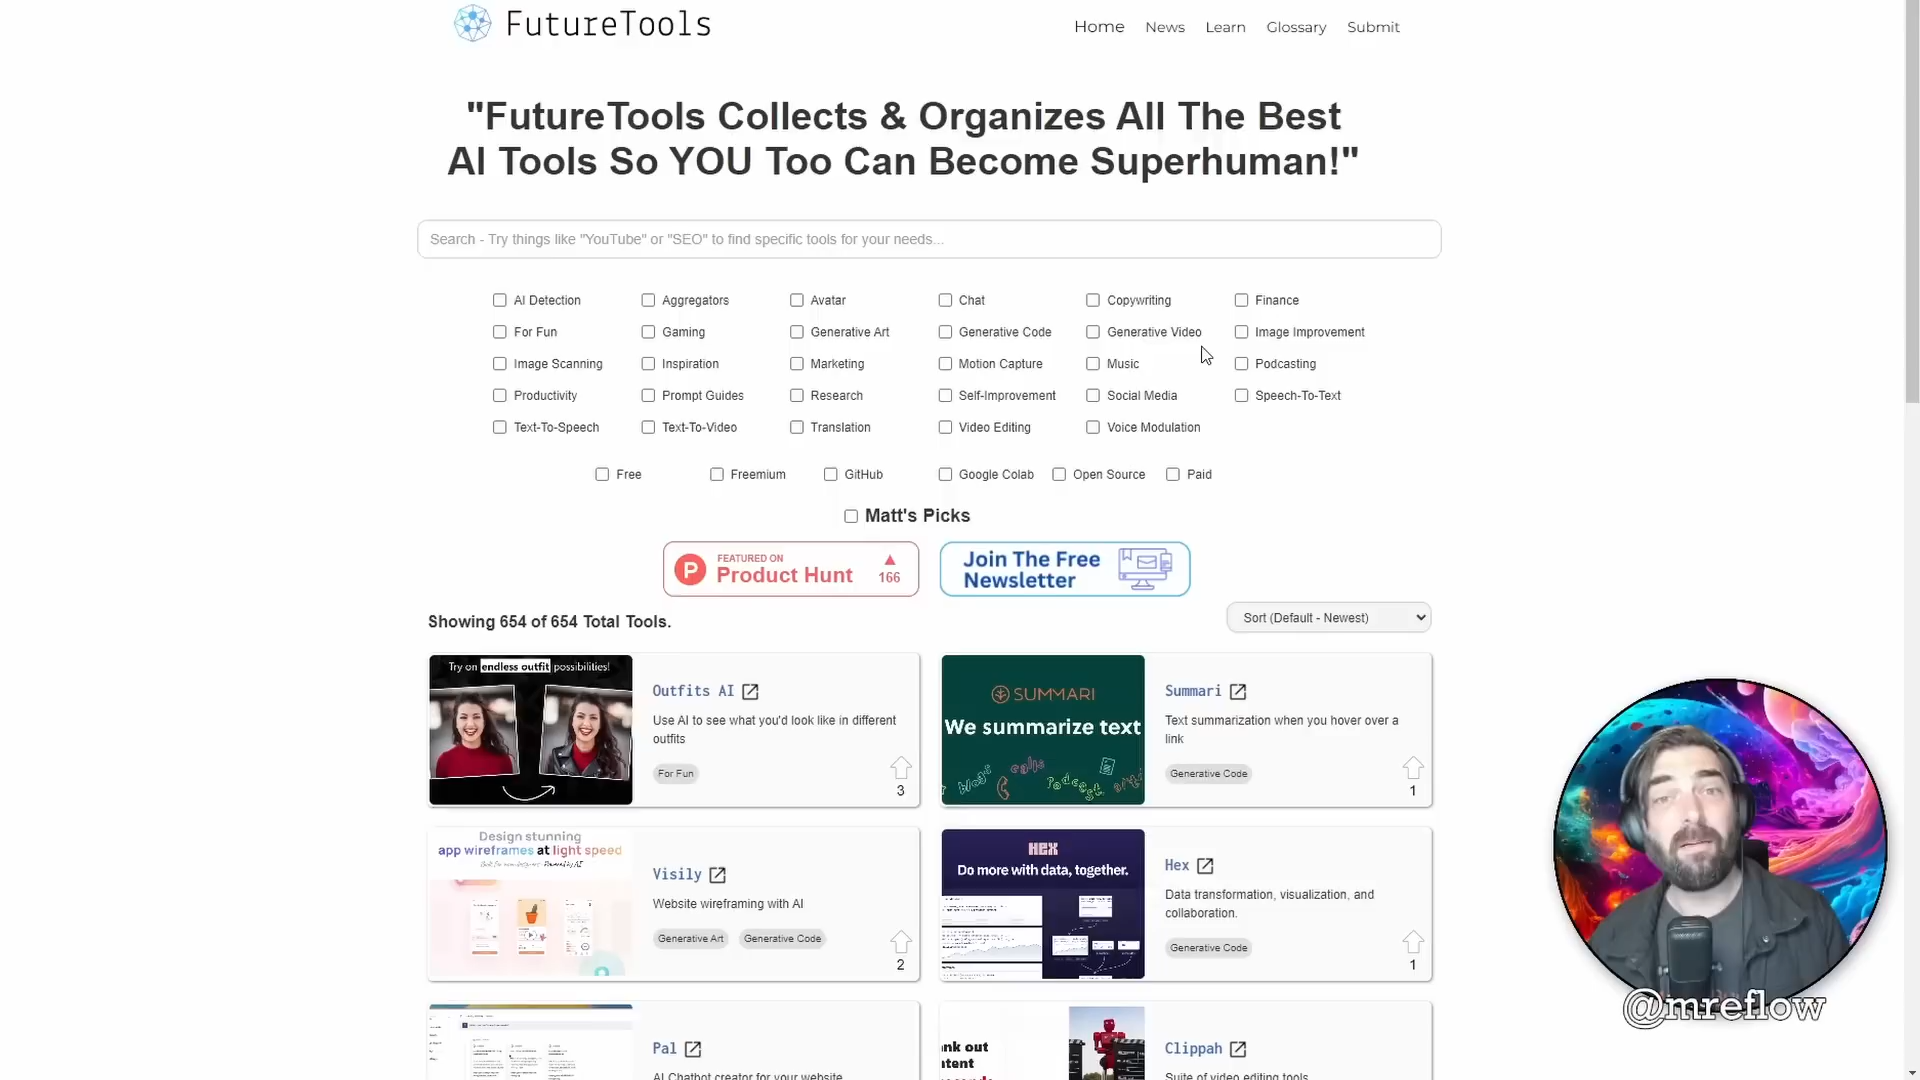 FutureTools
Home News Learn Glossary Submit
"FutureTools Collects & Organizes All The Best
AI Tools So YOU Too Can Become Superhuman!"
Search - Try things like "YouTube" or "SEO" to find specific tools for your needs...
AI Detection Aggregators Avatar Chat Copywriting Finance
For Fun Gaming Generative Art Generative Code Generative Video Image Improvement
Image Scanning Inspiration Marketing Motion Capture Music Podcasting
Productivity Prompt Guides Research Self-Improvement Social Media Speech-To-Text
Text-To-Speech Text-To-Video Translation Video Editing Voice Modulation
Free Freemium GitHub Google Colab Open Source Paid
Matt's Picks
P
FEATURED ON
Product Hunt
166
Join The Free
Newsletter
Showing 654 of 654 Total Tools.
Sort (Default - Newest)
Try on endless outfit possibilities!
Outfits AI
Use AI to see what you'd look like in different
outfits
For Fun
3
SUMMARI
We summarize text
blogs
calls
Podcast
Summari
Text summarization when you hover over a
link
Generative Code
1
Design stunning
app wireframes at light speed
Visily
Website wireframing with AI
Generative Art Generative Code
2
HEX
Do more with data, together.
Hex
Data transformation, visualization, and
collaboration.
Generative Code
1
Pal
AI Chatbot creator for your website
Clippah
Suite of video editing tools
@mreflow